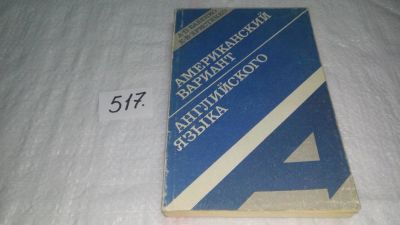 517.
АМЕРИКАНСКИЙ
ВАРИАНТ
АНГЛИЙСКОГО
ЯЗЫКА
А